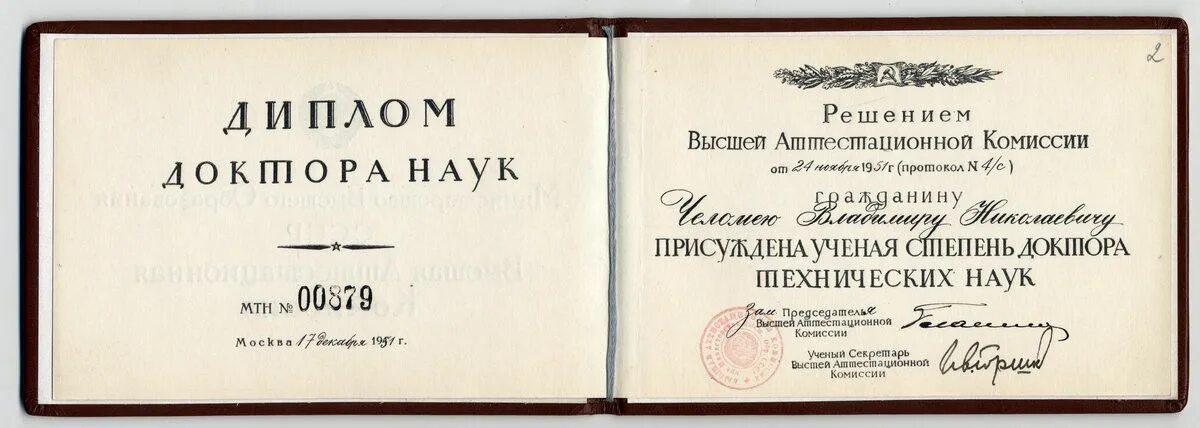 ДИПЛОМ
ДОКТОРА НАУК
МТН № 00879
Москва 17 декабря 1951 г.
2
Решением
Высшей Аттестационной Комиссии
от 24 ноября 1951 г (протокол N 4/с)
гражданину
Челомею Владимиру Николаевичу
ПРИСУЖДЕНА УЧЕНАЯ СТЕПЕНЬ ДОКТОРА
ТЕХНИЧЕСКИХ НАУК
Зам Председателя
Высшей Аттестационной
Комиссии
Ученый Секретарь
Высшей Аттестационной
Комиссии